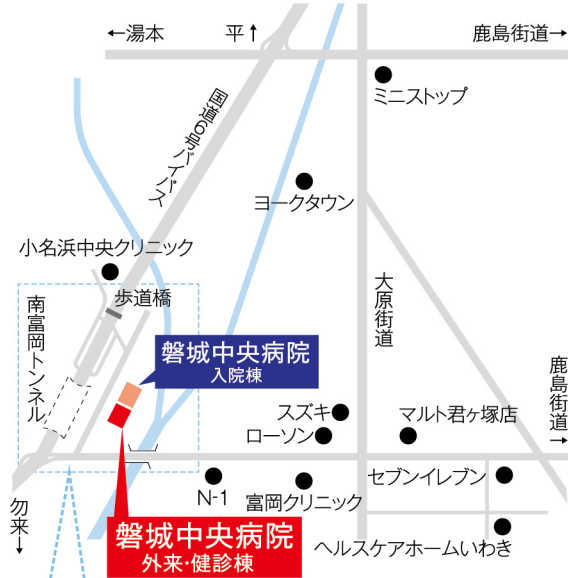 ←湯本
平↑
鹿島街道→
ミニストップ
国道6号バイパス
ヨークタウン
小名浜中央クリニック
歩道橋
大原街道
南富岡トンネル
磐城中央病院
入院棟
鹿島街道→
スズキ
ローソン
マルト君ヶ塚店
N-1
富岡クリニック
セブンイレブン
勿来→
磐城中央病院
外来・健診棟
ヘルスケアホームいわき